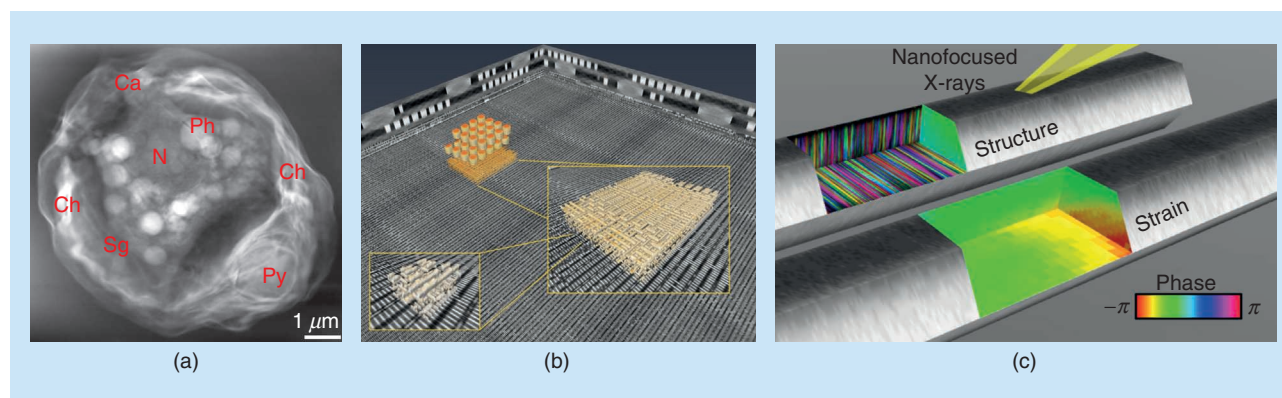 Ca
Ph
N
Ch
Ch
Sg
Py
1 μm
(a)
(b)
Nanofocused
X-rays
Structure
Strain
Phase
−π
π
(c)